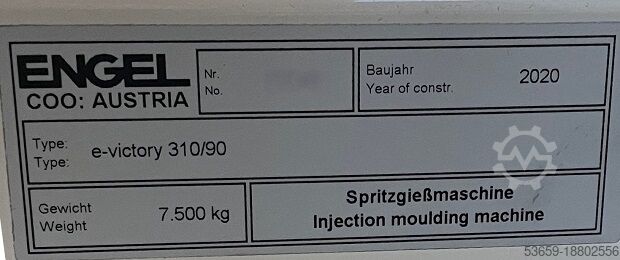 ENGEL
COO: AUSTRIA
Nr.
No.
Baujahr
Year of constr.
2020
Type:
Type:
e-victory 310/90
Gewicht
Weight
7.500 kg
Spritzgießmaschine
Injection moulding machine
53659-18802556